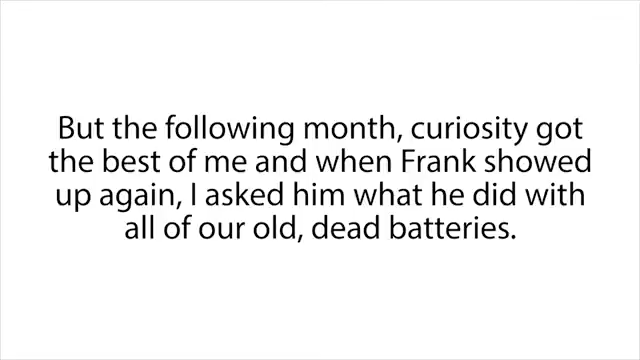 But the following month, curiosity got
the best of me and when Frank showed
up again, I asked him what he did with
all of our old, dead batteries.